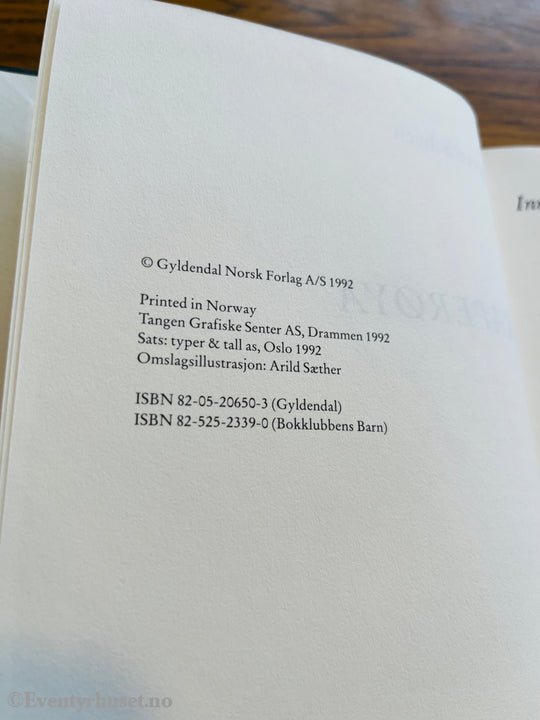 © Gyldendal Norsk Forlag A/S 1992
Printed in Norway
Tangen Grafiske Senter AS, Drammen 1992
Sats: typer & tall as, Oslo 1992
Omslagsillustrasjon: Arild Sæther
ISBN 82-05-20650-3 (Gyldendal)
ISBN 82-525-2339-0 (Bokklubbens Barn)
©Eventyrhuset.no